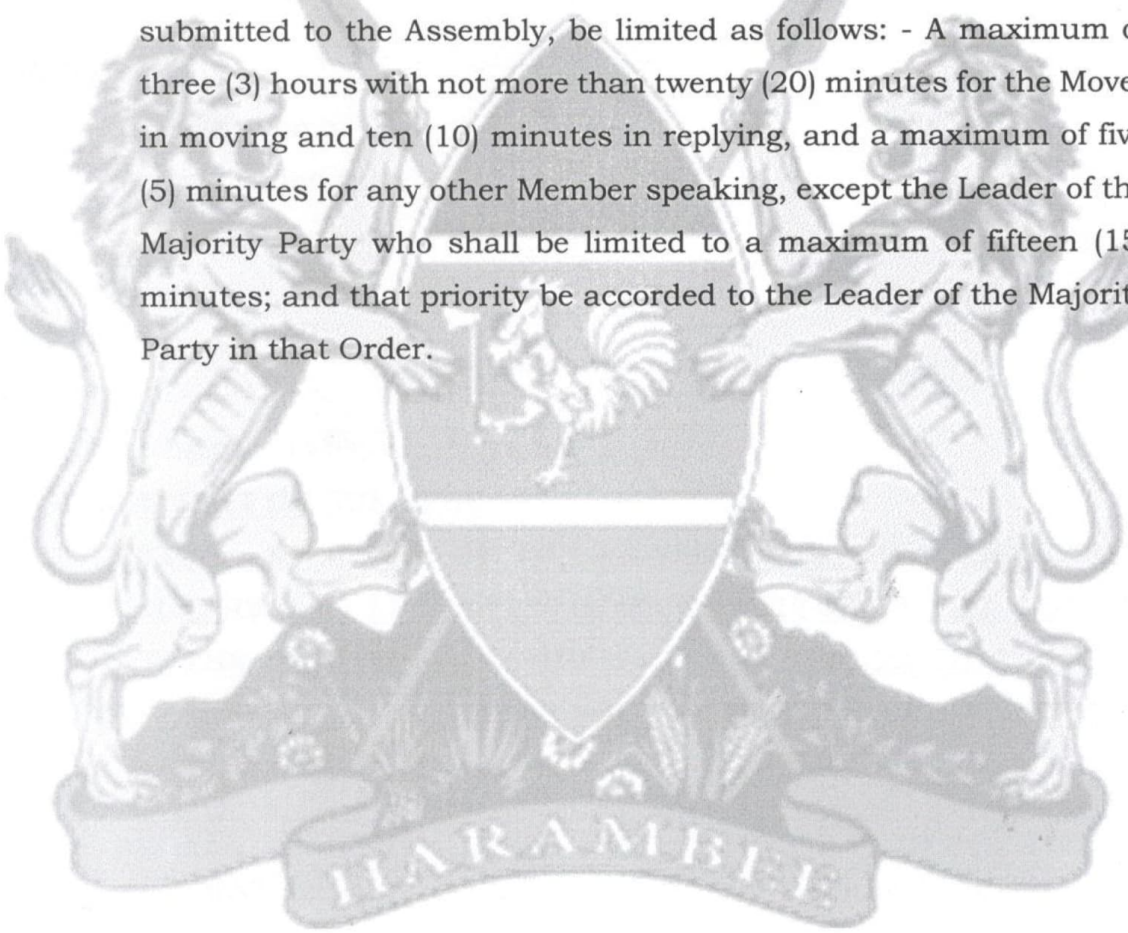 submitted to the Assembly, be limited as follows: - A maximum
three (3) hours with not more than twenty (20) minutes for the Move
in moving and ten (10) minutes in replying, and a maximum of fiv
(5) minutes for any other Member speaking, except the Leader of th
Majority Party who shall be limited to a maximum of fifteen (15
minutes; and that priority be accorded to the Leader of the Majorit
Party in that Order.
HARAMBEE